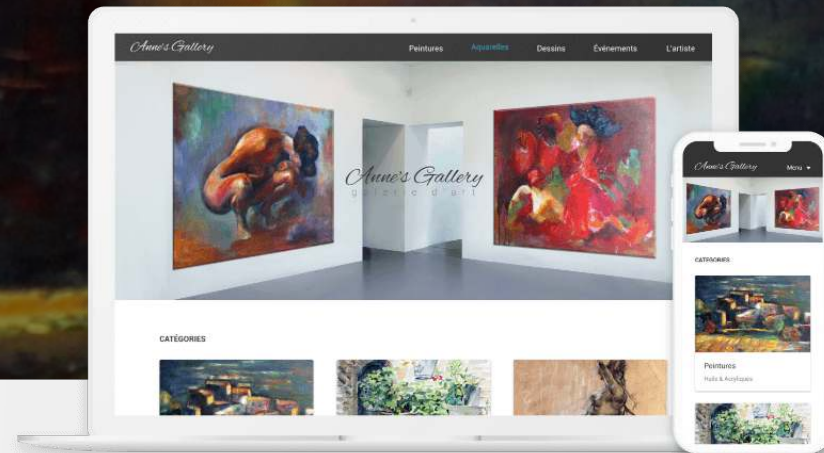 Anne's Gallery
Peintures Aquarelles Dessins Événements L'artiste
Anne's Gallery
galerie d'art
CATÉGORIES
Anne's Gallery Menu
CATÉGORIES
Peintures
Huile & Acryliques